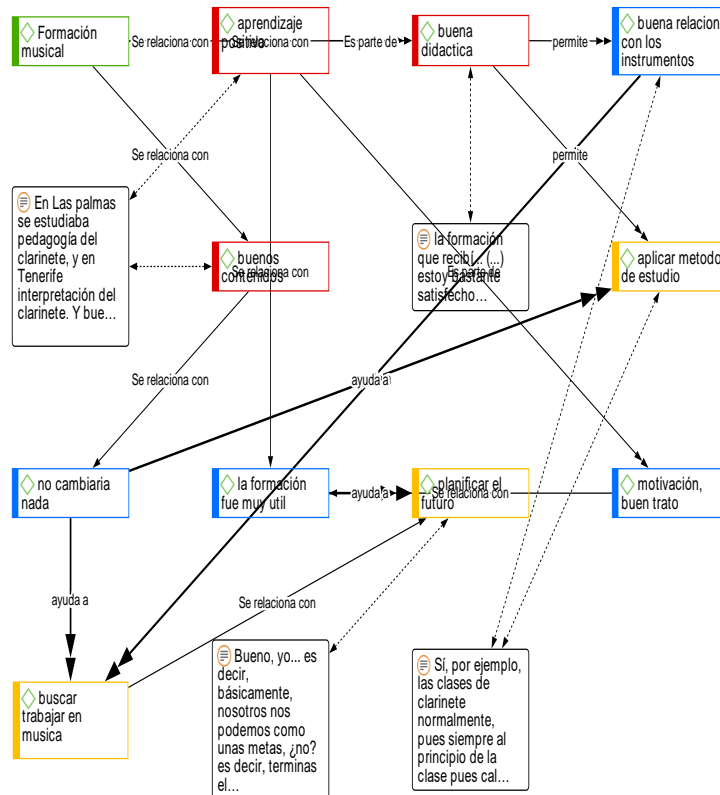 Formación
musical
Se relaciona con
aprendizaje
positivo
Se relaciona con
Es parte de
buena
didactica
permite
buena relacion
con los
instrumentos
Se relaciona con
permite
En Las palmas
se estudiaba
pedagogía del
clarinete, y en
Tenerife
interpretación del
clarinete. Y bue...
buenos
contenidos
Se relaciona con
la formación
que recibí... (...)
estoy bastante
satisfecho...
Es parte de
aplicar metodo
de estudio
Se relaciona con
ayuda a
no cambiaria
nada
la formación
fue muy util
ayuda a
planificar el
futuro
Se relaciona con
motivación,
buen trato
ayuda a
Se relaciona con
buscar
trabajar en
musica
Bueno, yo... es
decir,
básicamente,
nosotros nos
podemos como
unas metas, ¿no?
es decir, terminas
el...
Sí, por ejemplo,
las clases de
clarinete
normalmente,
pues siempre al
principio de la
clase pues cal...